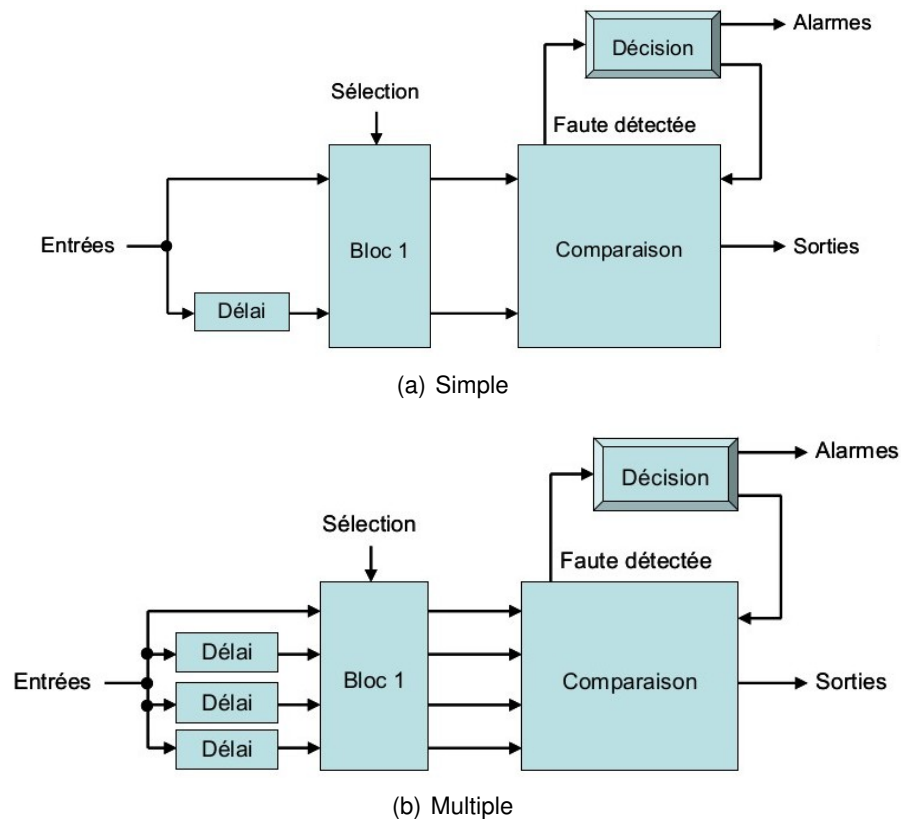 Alarmes
Décision
Sélection
Faute détectée
Entrées
Bloc 1
Comparaison
Sorties
Délai
(a) Simple
Alarmes
Décision
Sélection
Faute détectée
Délai
Entrées
Bloc 1
Comparaison
Sorties
Délai
Délai
(b) Multiple